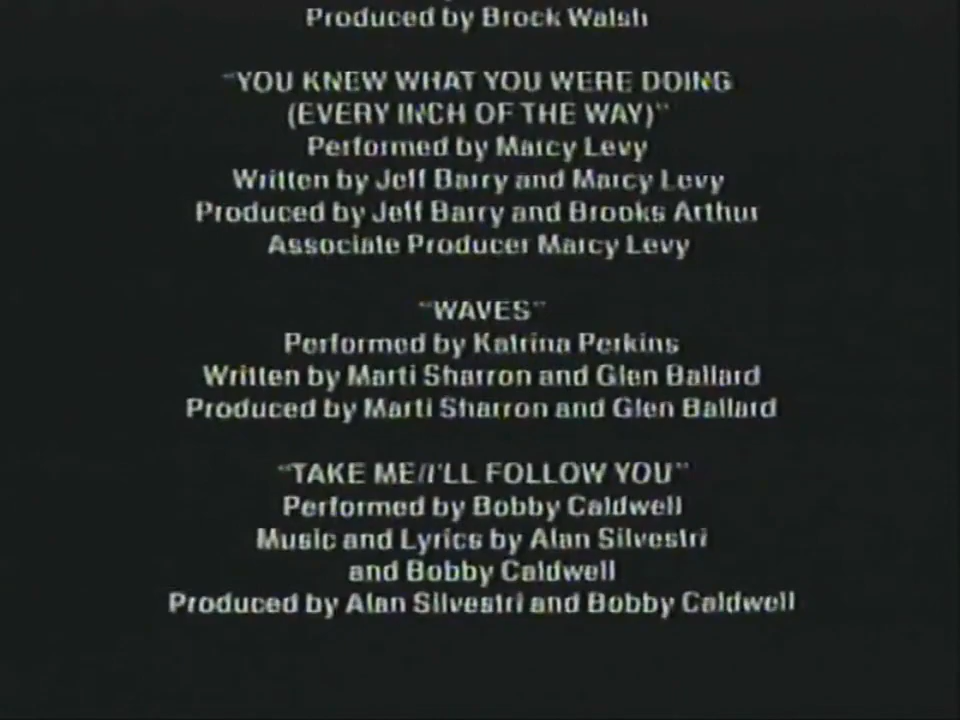 Produced by Brock Walsh
"YOU KNEW WHAT YOU WERE DOING
(EVERY INCH OF THE WAY)"
Performed by Marcy Levy
Written by Jeff Barry and Marcy Levy
Produced by Jeff Barry and Brooks Arthur
Associate Producer Marcy Levy
"WAVES"
Performed by Katrina Perkins
Written by Marti Sharron and Glen Ballard
Produced by Marti Sharron and Glen Ballard
"TAKE ME/I'LL FOLLOW YOU"
Performed by Bobby Caldwell
Music and Lyrics by Alan Silvestri
and Bobby Caldwell
Produced by Alan Silvestri and Bobby Caldwell